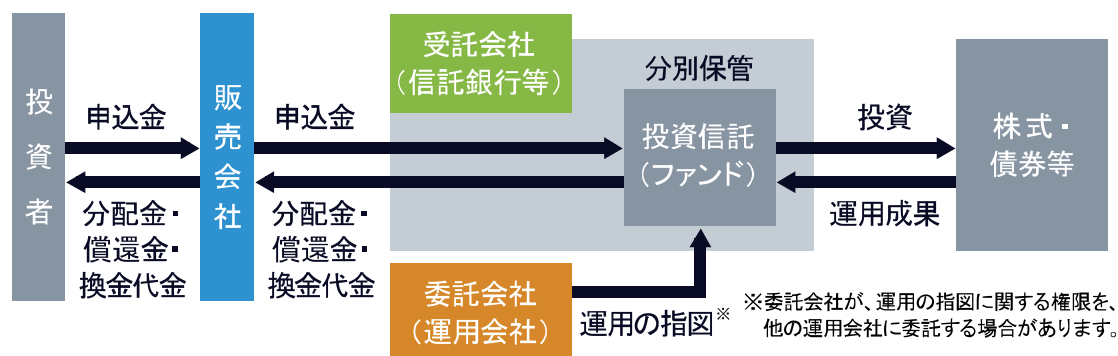 投資者
申込金
分配金・
償還金・
換金代金
販売会社
申込金
分配金・
償還金・
換金代金
受託会社
（信託銀行等）
分別保管
投資信託
（ファンド）
委託会社
（運用会社）
運用の指図※
投資
運用成果
株式・
債券等
※委託会社が、運用の指図に関する権限を、
他の運用会社に委託する場合があります。